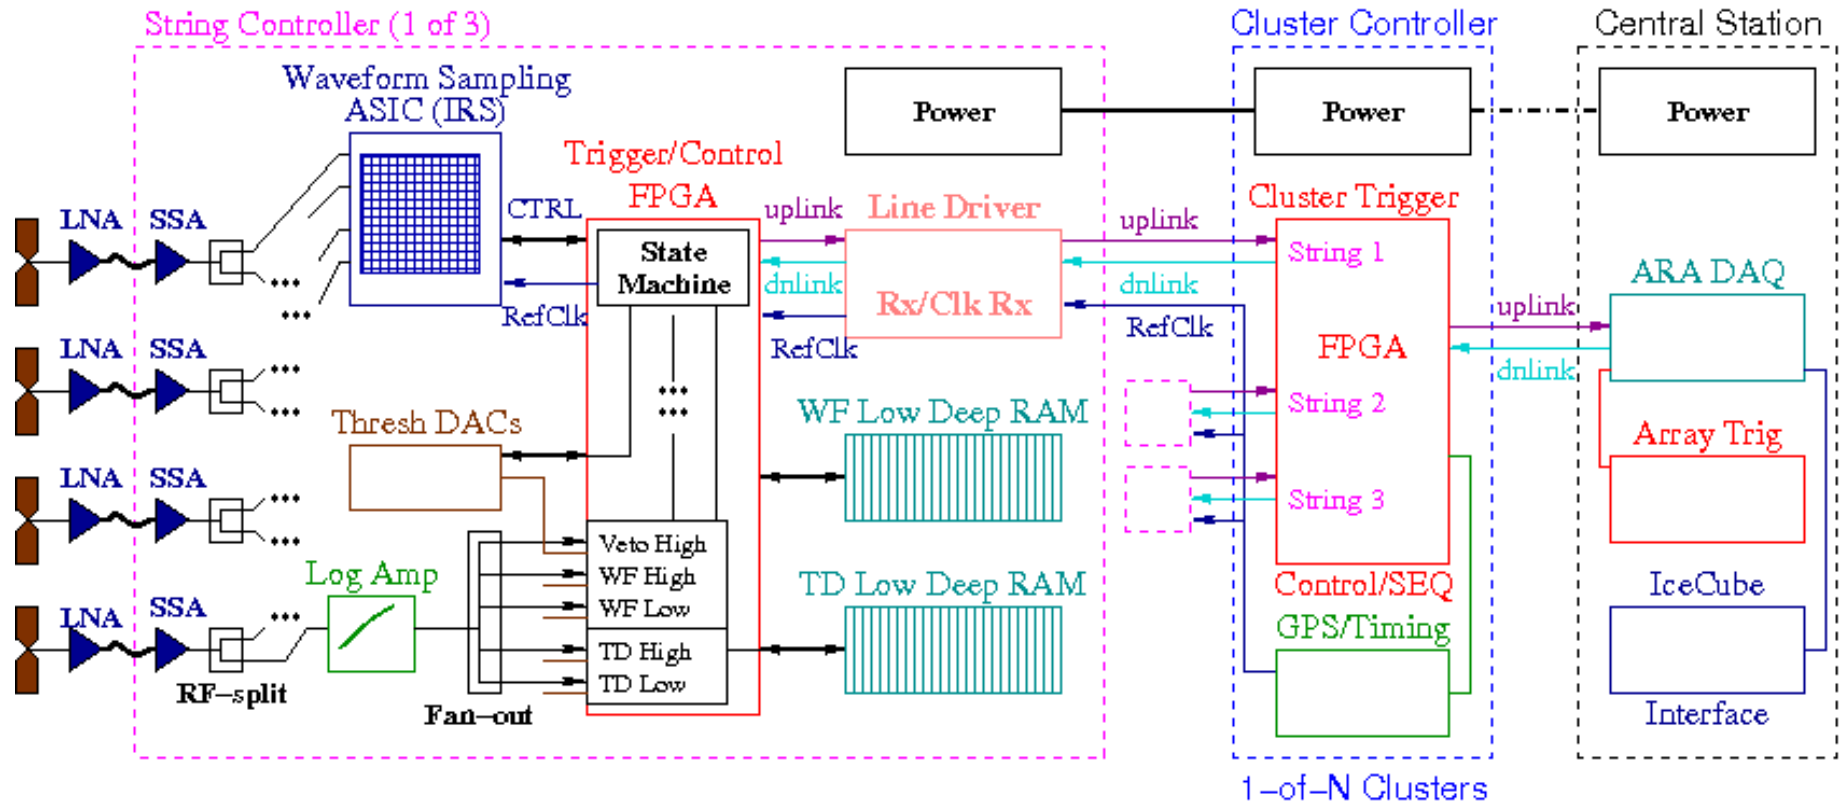 String Controller (1 of 3)
Cluster Controller
Central Station
Waveform Sampling
ASIC (IRS)
Power
Power
Power
Trigger/Control
FPGA
LNA
SSA
CTRL
RefClk
State
Machine
uplink
dnlink
RefClk
Line Driver
Rx/Clk Rx
uplink
dnlink
RefClk
Cluster Trigger
String 1
FPGA
String 2
String 3
Control/SEQ
uplink
dnlink
ARA DAQ
...
...
...
LNA
SSA
...
...
...
...
Thresh DACs
WF Low Deep RAM
Array Trig
LNA
SSA
...
...
Log Amp
Veto High
WF High
WF Low
TD High
TD Low
TD Low Deep RAM
GPS/Timing
IceCube
Interface
LNA
SSA
...
RF-split
Fan-out
1-of-N Clusters